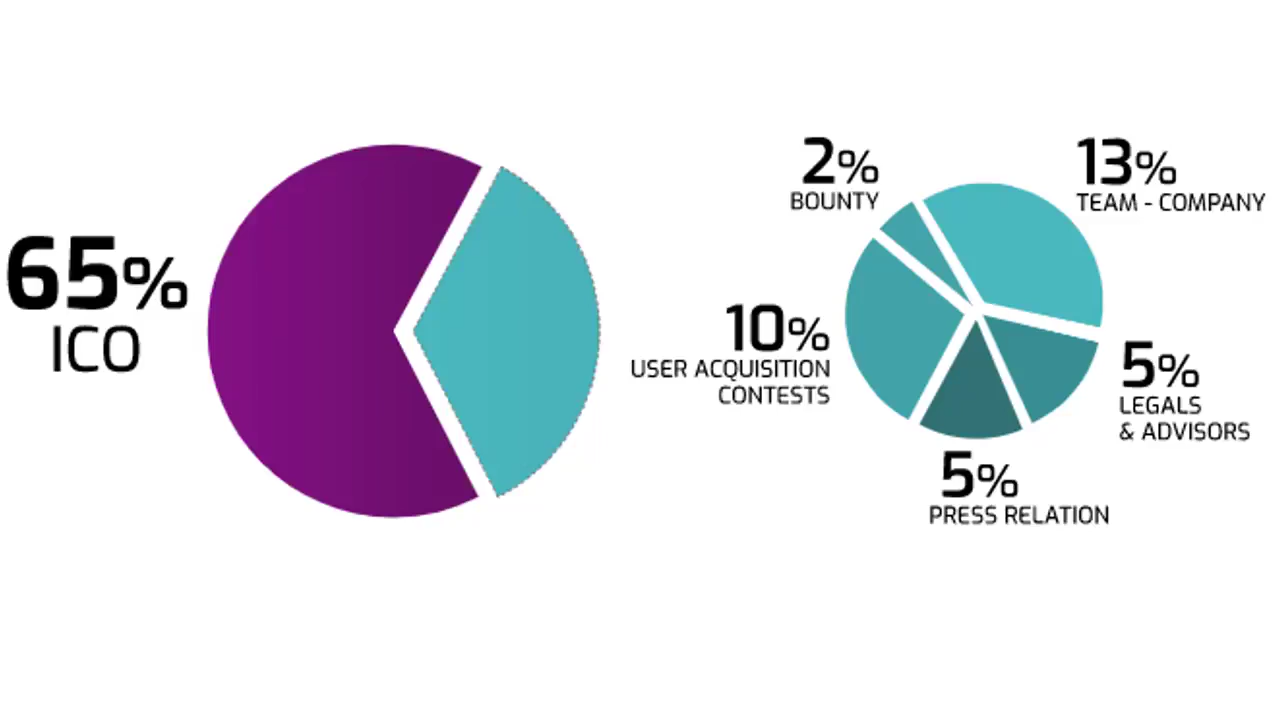 65%
ICO
2%
BOUNTY
13%
TEAM - COMPANY
10%
USER ACQUISITION
CONTESTS
5%
LEGALS
& ADVISORS
5%
PRESS RELATION